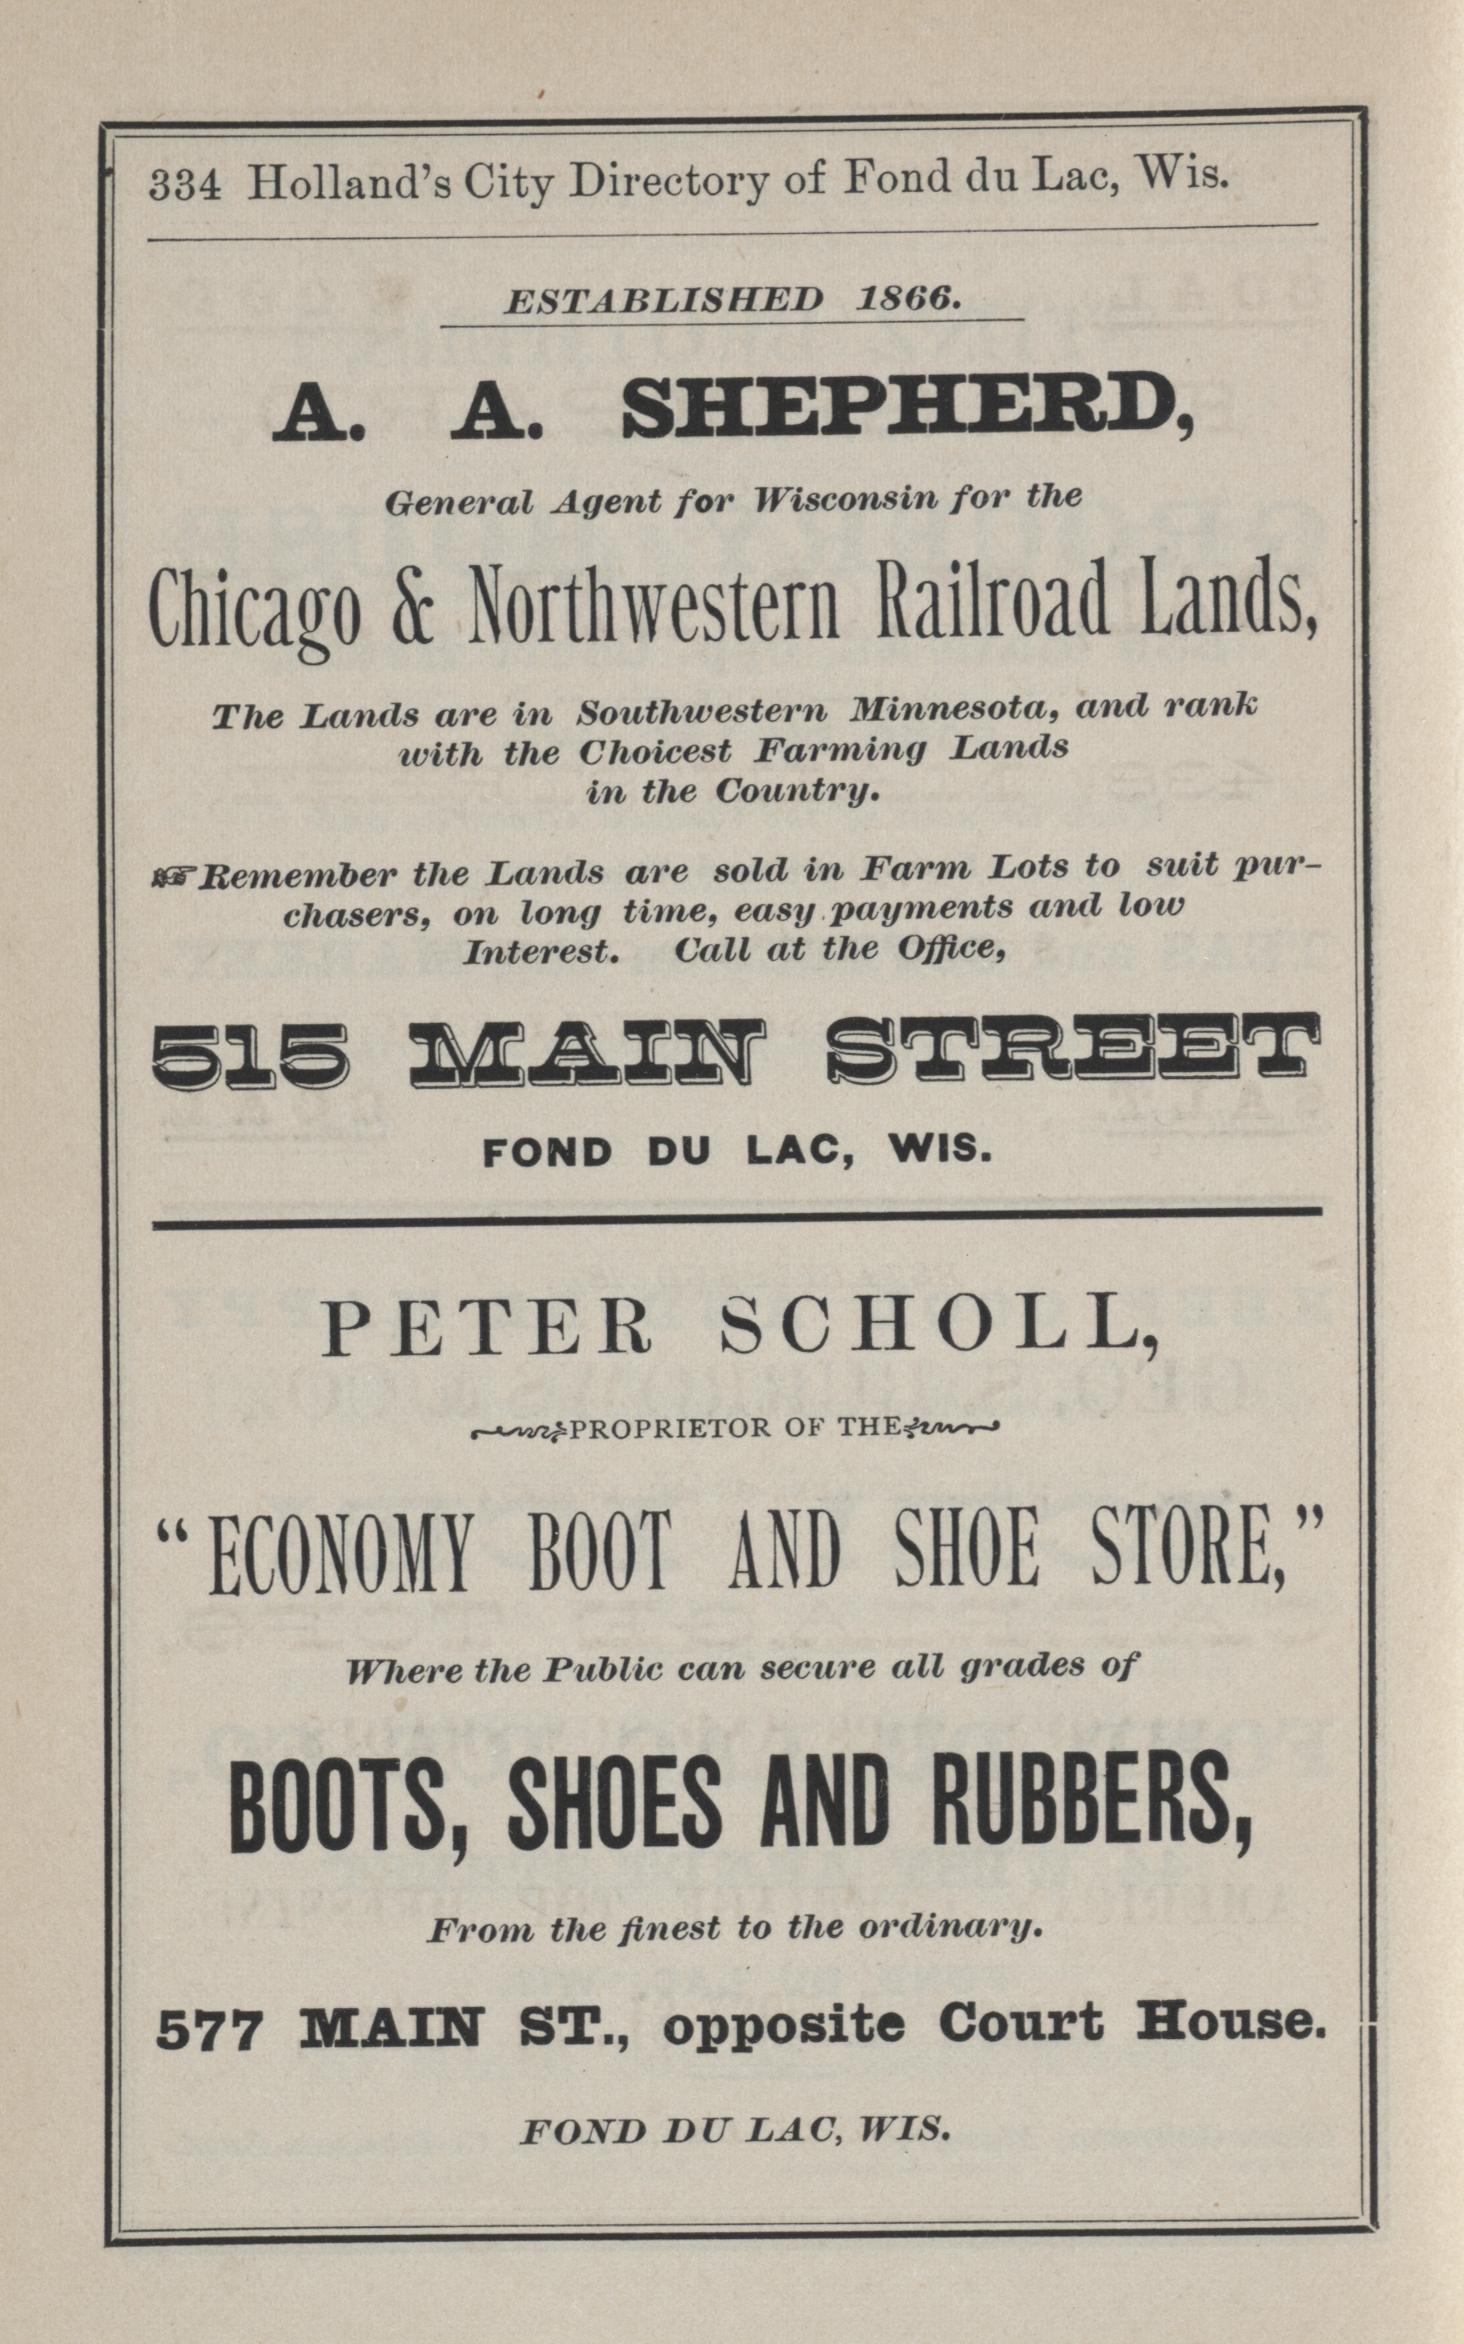 334 Holland's City Directory of Fond du Lac, Wis.
ESTABLISHED 1866.
A. A. SHEPHERD,
General Agent for Wisconsin for the
Chicago & Northwestern Railroad Lands,
The Lands are in Southwestern Minnesota, and rank
with the Choicest Farming Lands
in the Country.
☞Remember the Lands are sold in Farm Lots to suit pur-
chasers, on long time, easy payments and low
Interest. Call at the Office,
515 MAIN STREET
FOND DU LAC, WIS.
PETER SCHOLL,
PROPRIETOR OF THE
"ECONOMY BOOT AND SHOE STORE,"
Where the Public can secure all grades of
BOOTS, SHOES AND RUBBERS,
From the finest to the ordinary.
577 MAIN ST., opposite Court House.
FOND DU LAC, WIS.